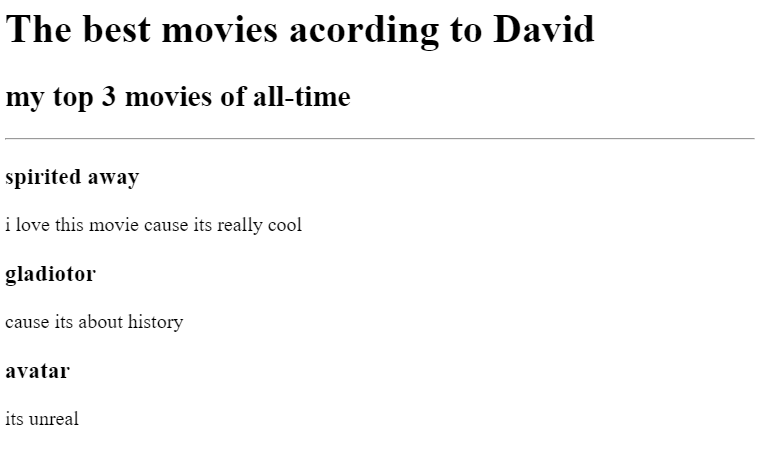 The best movies acording to David
my top 3 movies of all-time
spirited away
i love this movie cause its really cool
gladiotor
cause its about history
avatar
its unreal